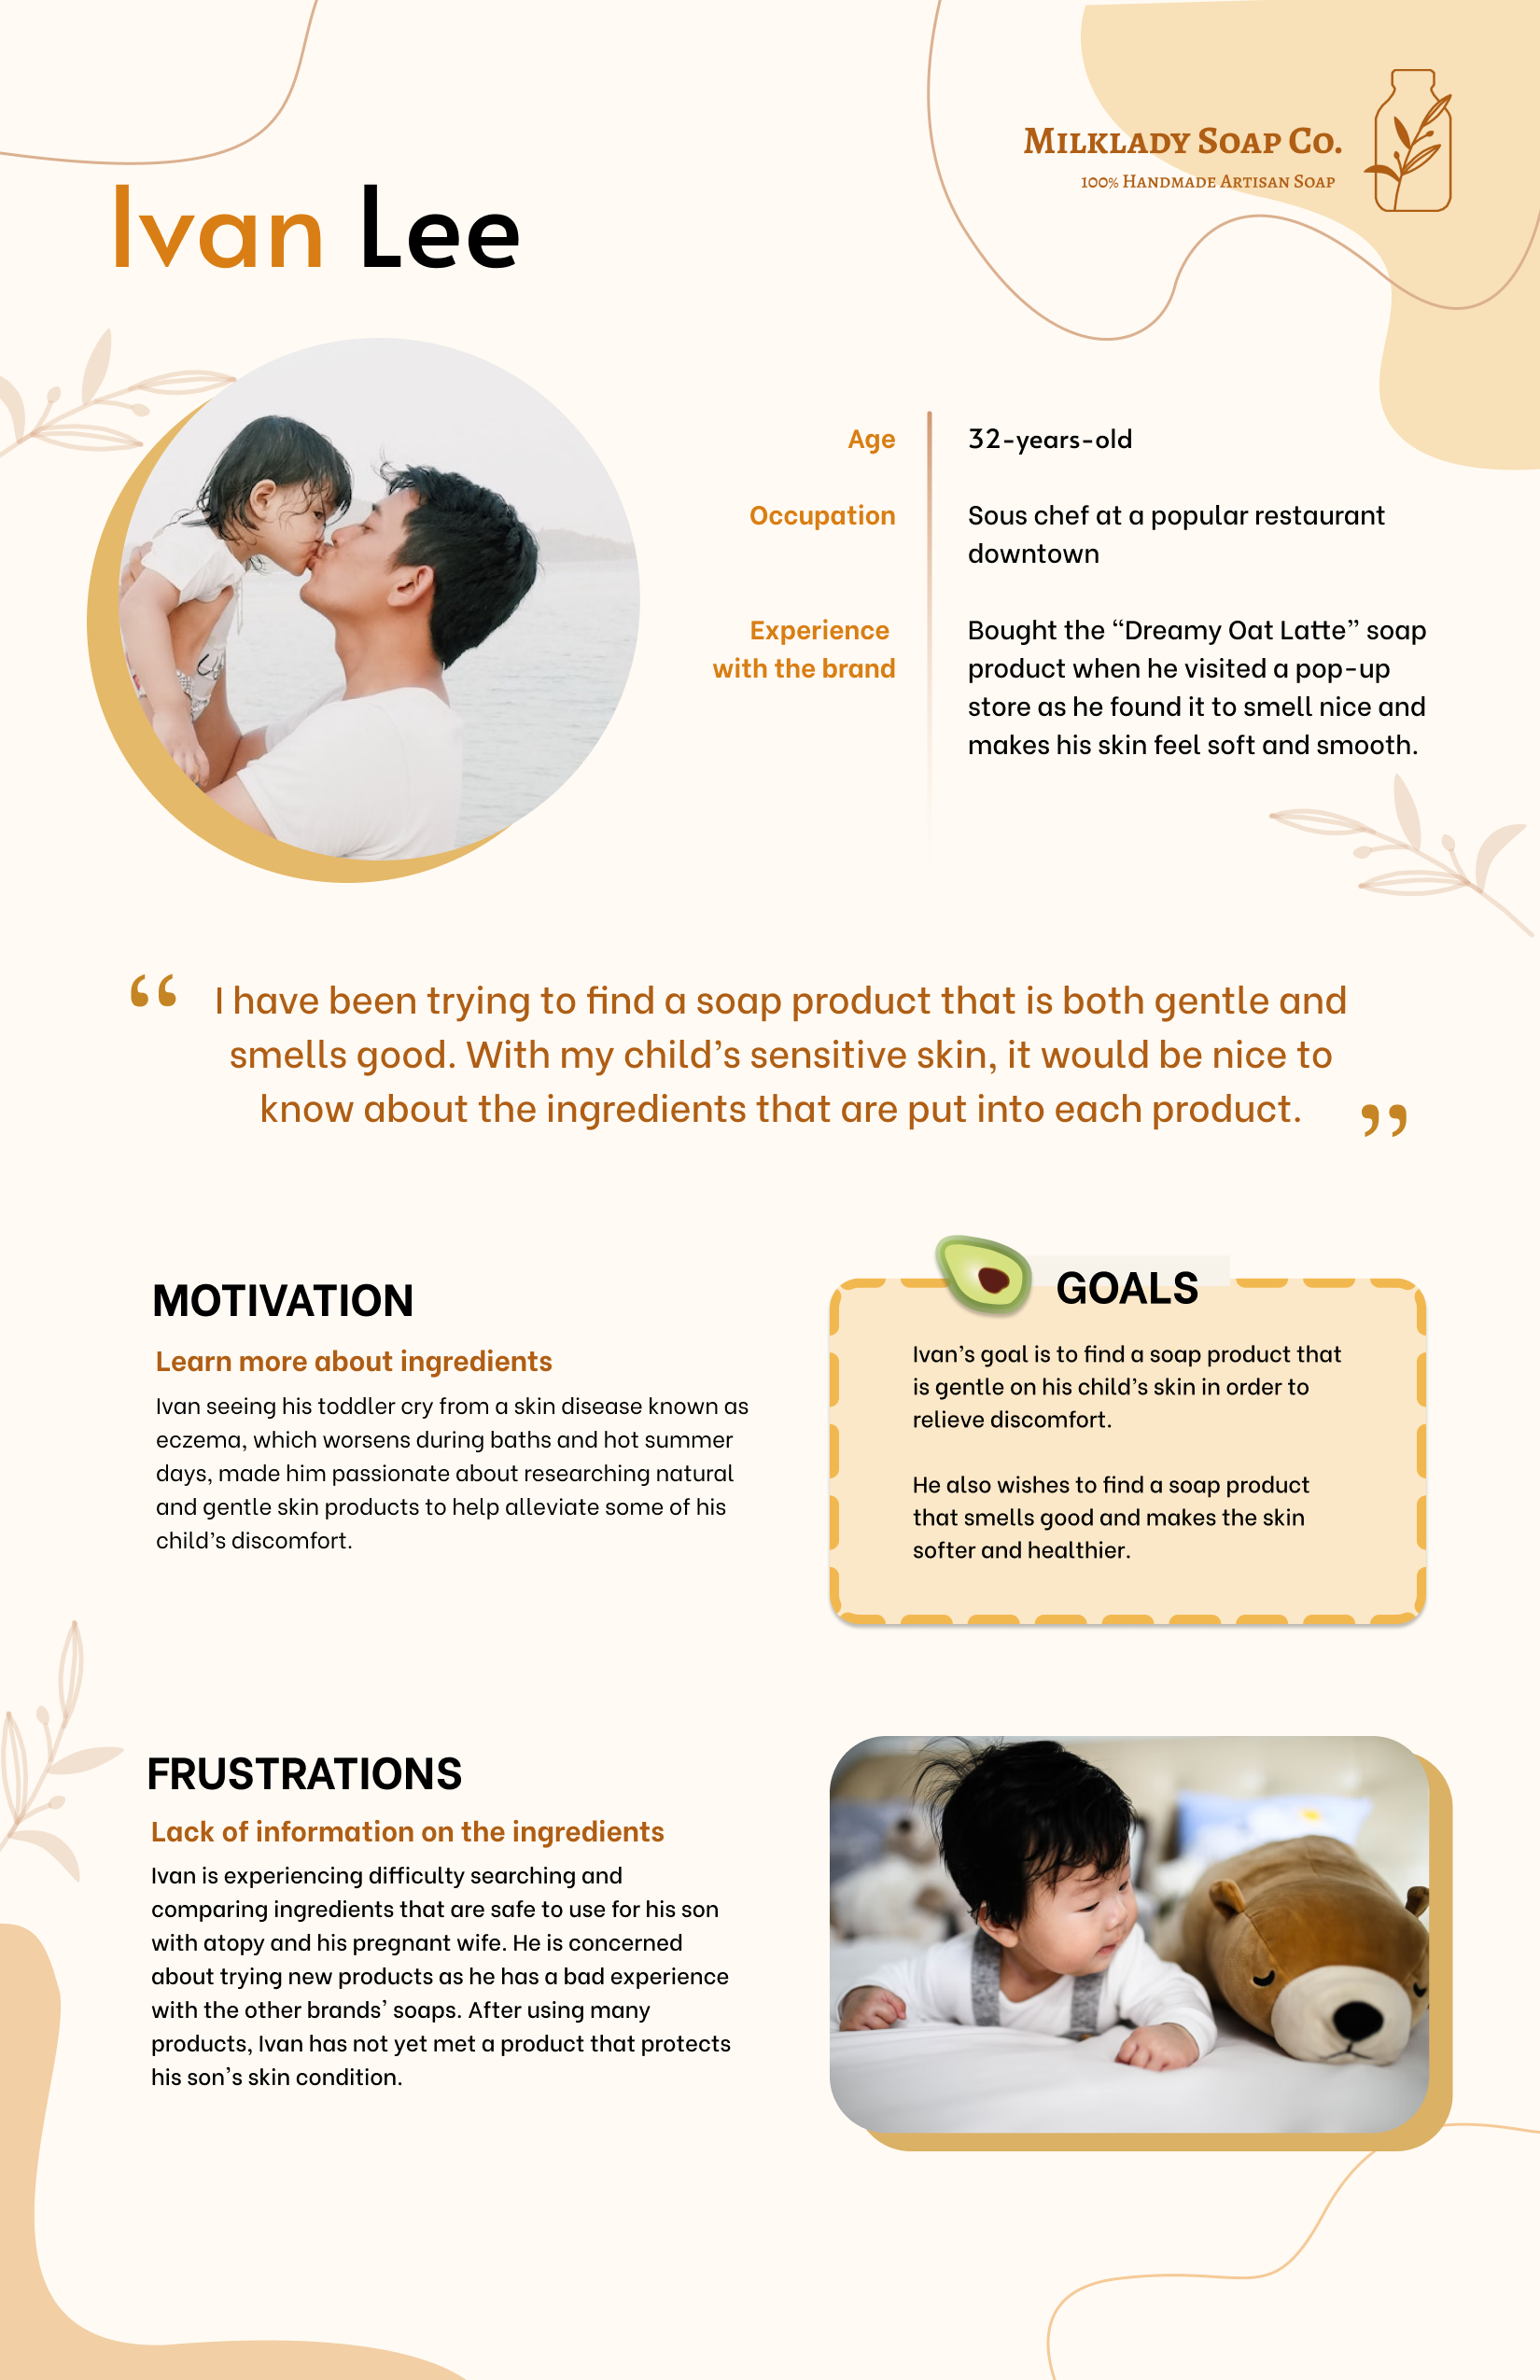 Milklady Soap Co.
100% Handmade Artisan Soap
Ivan Lee
Age
32-years-old
Occupation
Sous chef at a popular restaurant
downtown
Experience
with the brand
Bought the “Dreamy Oat Latte” soap
product when he visited a pop-up
store as he found it to smell nice and
makes his skin feel soft and smooth.
“ I have been trying to find a soap product that is both gentle and
smells good. With my child’s sensitive skin, it would be nice to
know about the ingredients that are put into each product. ”
MOTIVATION
Learn more about ingredients
Ivan seeing his toddler cry from a skin disease known as
eczema, which worsens during baths and hot summer
days, made him passionate about researching natural
and gentle skin products to help alleviate some of his
child’s discomfort.
GOALS
Ivan’s goal is to find a soap product that
is gentle on his child’s skin in order to
relieve discomfort.
He also wishes to find a soap product
that smells good and makes the skin
softer and healthier.
FRUSTRATIONS
Lack of information on the ingredients
Ivan is experiencing difficulty searching and
comparing ingredients that are safe to use for his son
with atopy and his pregnant wife. He is concerned
about trying new products as he has a bad experience
with the other brands’ soaps. After using many
products, Ivan has not yet met a product that protects
his son’s skin condition.